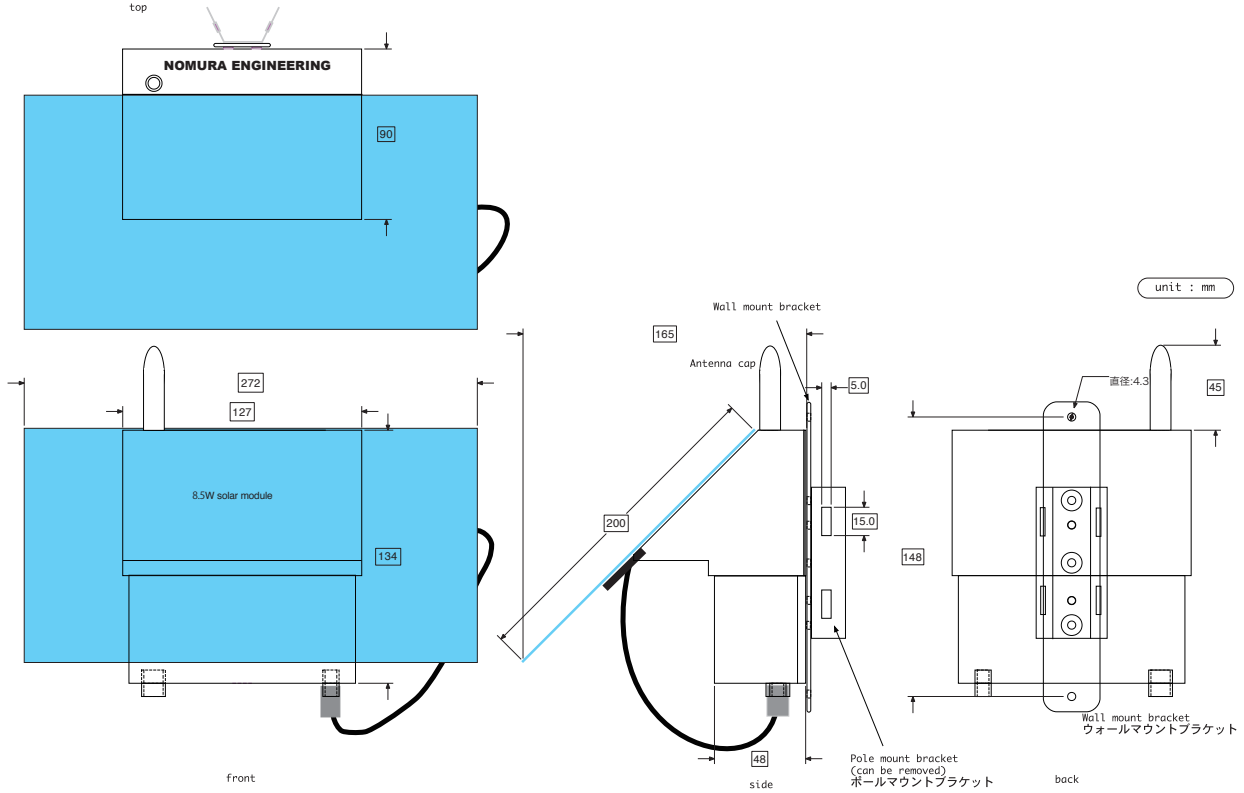 top
NOMURA ENGINEERING
90
unit : mm
Wall mount bracket
165
Antenna cap
272
127
5.0
直径:4.3
45
8.5W solar module
200
15.0
134
148
Wall mount bracket
ウォールマウントブラケット
48
Pole mount bracket
(can be removed)
ポールマウントブラケット
front
side
back